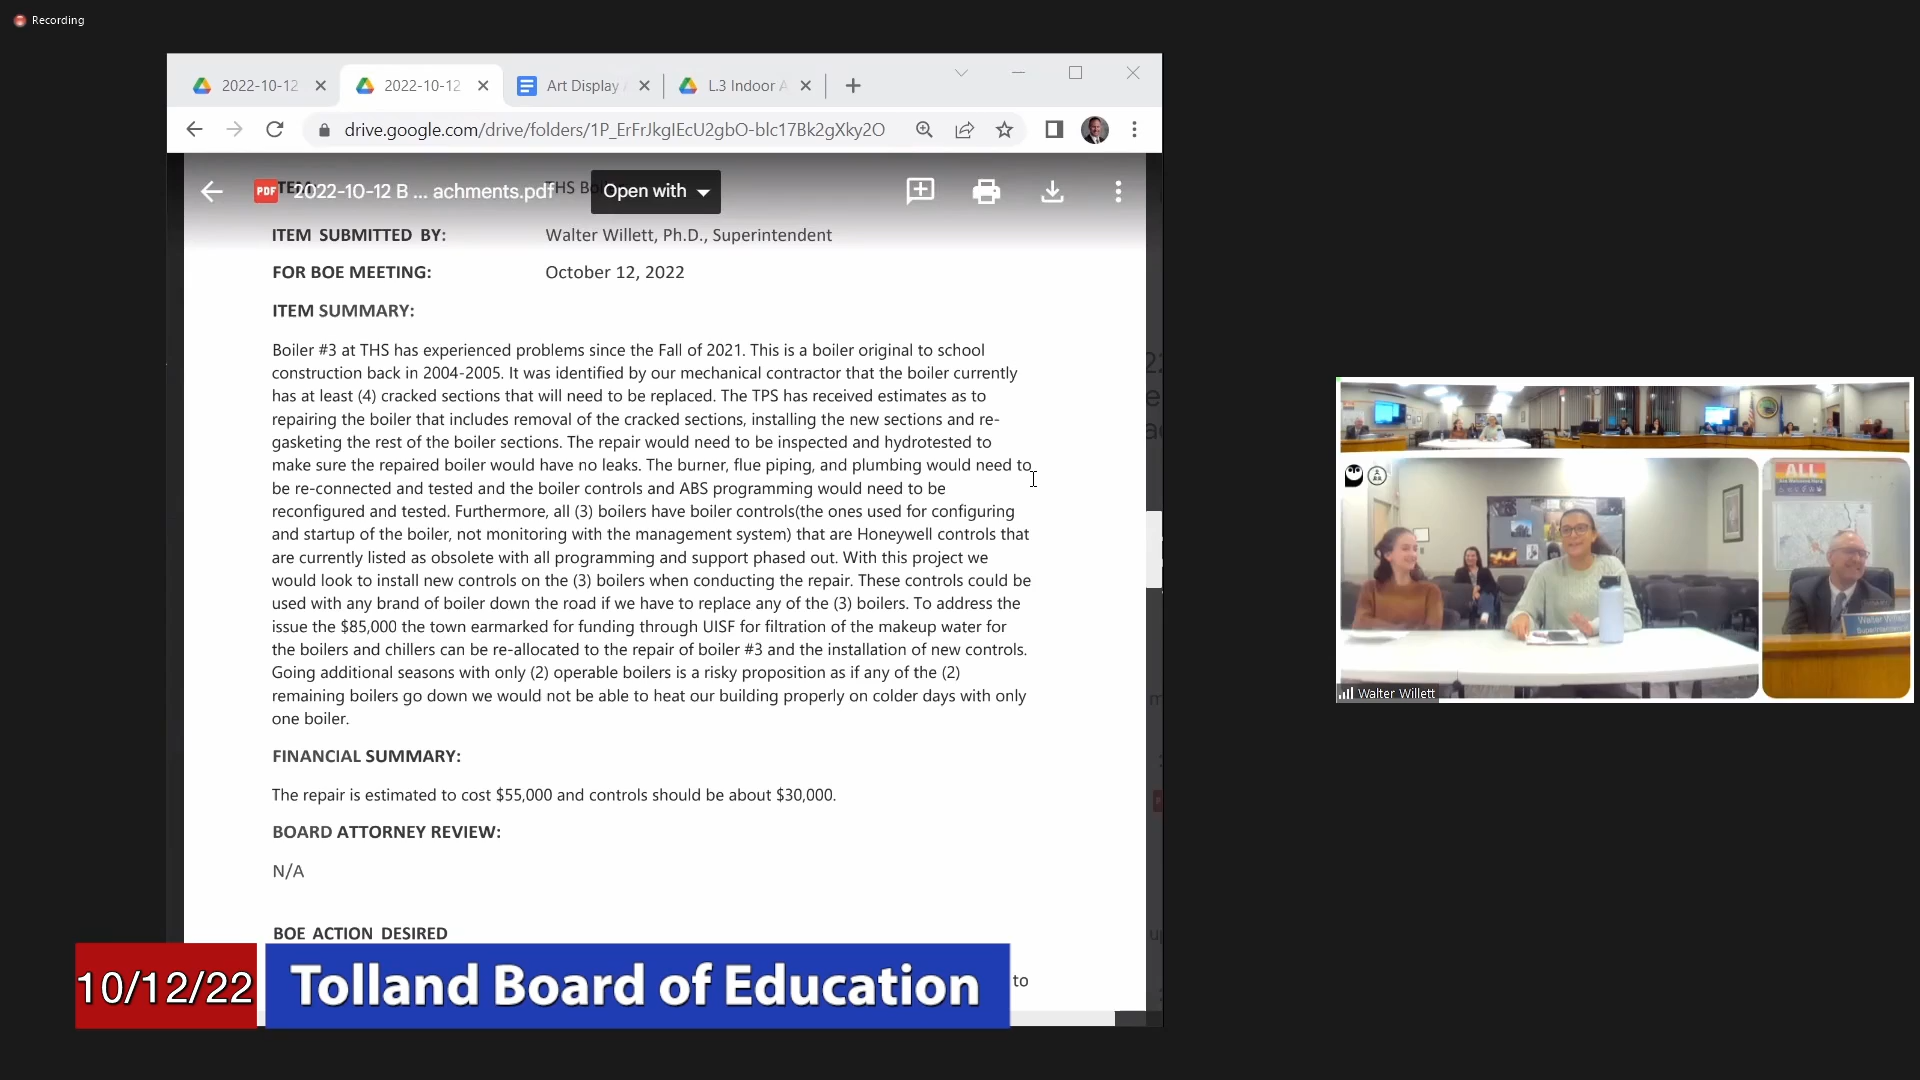 Recording
2022-10-12
2022-10-12
Art Display
L.3 Indoor A
drive.google.com/drive/folders/1P_ErFrJkgIEcU2gbO-blc17Bk2gXky2O
PDF
2022-10-12 B ... achments.pdf
Open with
ITEM SUBMITTED BY: Walter Willett, Ph.D., Superintendent
FOR BOE MEETING: October 12, 2022
ITEM SUMMARY:
Boiler #3 at THS has experienced problems since the Fall of 2021. This is a boiler original to school
construction back in 2004-2005. It was identified by our mechanical contractor that the boiler currently
has at least (4) cracked sections that will need to be replaced. The TPS has received estimates as to
repairing the boiler that includes removal of the cracked sections, installing the new sections and re-
gasketing the rest of the boiler sections. The repair would need to be inspected and hydrotested to
make sure the repaired boiler would have no leaks. The burner, flue piping, and plumbing would need to
be re-connected and tested and the boiler controls and ABS programming would need to be
reconfigured and tested. Furthermore, all (3) boilers have boiler controls(the ones used for configuring
and startup of the boiler, not monitoring with the management system) that are Honeywell controls that
are currently listed as obsolete with all programming and support phased out. With this project we
would look to install new controls on the (3) boilers when conducting the repair. These controls could be
used with any brand of boiler down the road if we have to replace any of the (3) boilers. To address the
issue the $85,000 the town earmarked for funding through UISF for filtration of the makeup water for
the boilers and chillers can be re-allocated to the repair of boiler #3 and the installation of new controls.
Going additional seasons with only (2) operable boilers is a risky proposition as if any of the (2)
remaining boilers go down we would not be able to heat our building properly on colder days with only
one boiler.
FINANCIAL SUMMARY:
The repair is estimated to cost $55,000 and controls should be about $30,000.
BOARD ATTORNEY REVIEW:
N/A
BOE ACTION DESIRED
to
10/12/22
Tolland Board of Education
ALL
Walter Willett
Walter Willett